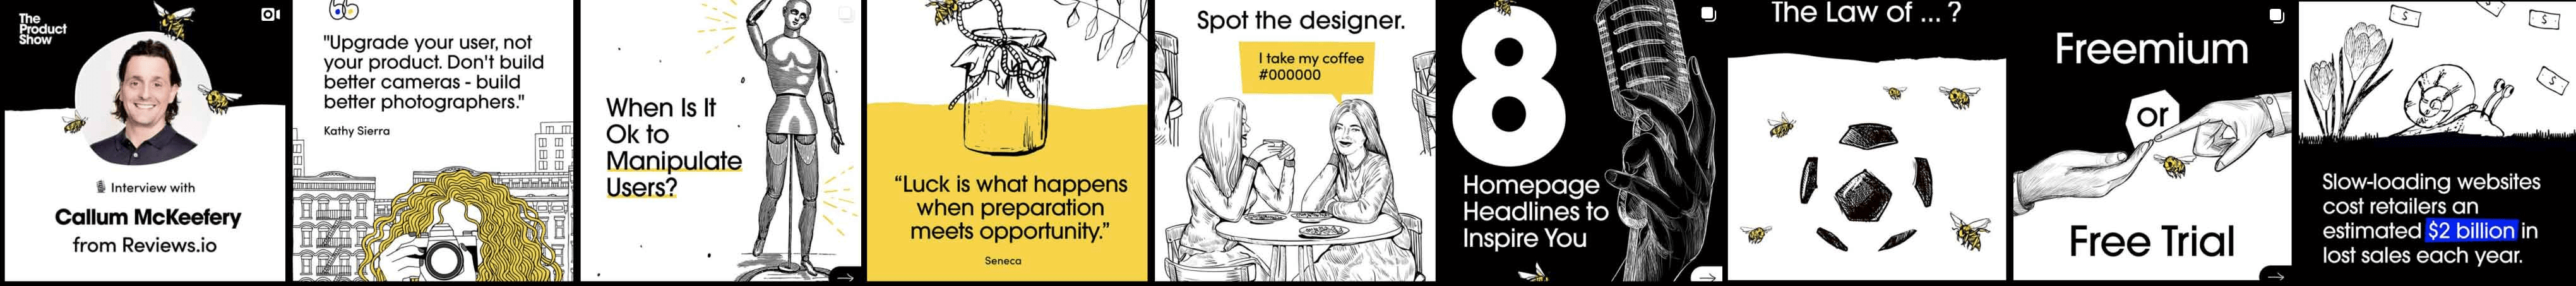 The
Product
Show
Interview with
Callum McKeefery
from Reviews.io
"Upgrade your user, not
your product. Don't build
better cameras - build
better photographers."
Kathy Sierra
When Is It
Ok to
Manipulate
Users?
“Luck is what happens
when preparation
meets opportunity.”
Seneca
Spot the designer.
I take my coffee
#000000
8
Homepage
Headlines to
Inspire You
The Law of ... ?
Freemium
or
Free Trial
$
$
$
Slow-loading websites
cost retailers an
estimated $2 billion in
lost sales each year.